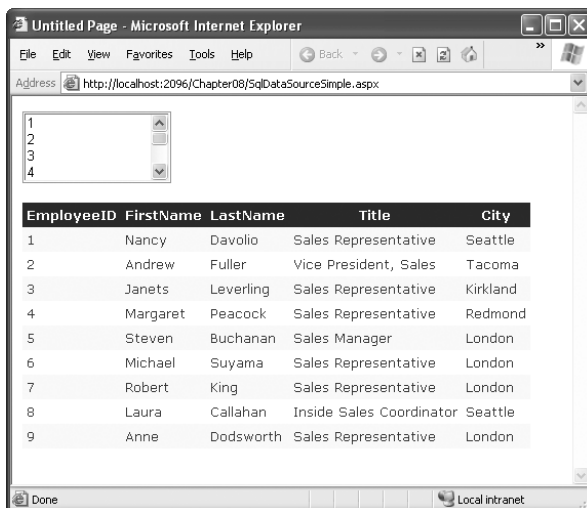 Untitled Page - Microsoft Internet Explorer
File Edit View Favorites Tools Help Back »
Address http://localhost:2096/Chapter08/SqlDataSourceSimple.aspx
1
2
3
4
EmployeeID FirstName LastName Title City
1 Nancy Davolio Sales Representative Seattle
2 Andrew Fuller Vice President, Sales Tacoma
3 Janets Leverling Sales Representative Kirkland
4 Margaret Peacock Sales Representative Redmond
5 Steven Buchanan Sales Manager London
6 Michael Suyama Sales Representative London
7 Robert King Sales Representative London
8 Laura Callahan Inside Sales Coordinator Seattle
9 Anne Dodsworth Sales Representative London
Done Local intranet